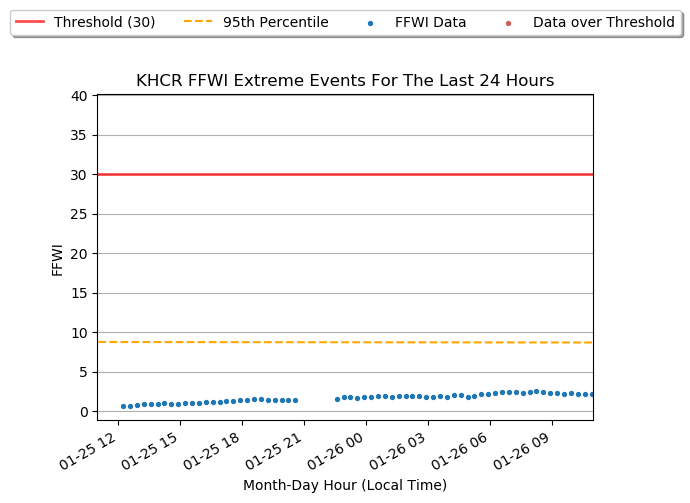 Threshold (30) 95th Percentile FFWI Data Data over Threshold
KHCR FFWI Extreme Events For The Last 24 Hours
40
35
30
25
20
15
10
5
0
FFWI
01-25 12 01-25 15 01-25 18 01-25 21 01-26 00 01-26 03 01-26 06 01-26 09
Month-Day Hour (Local Time)